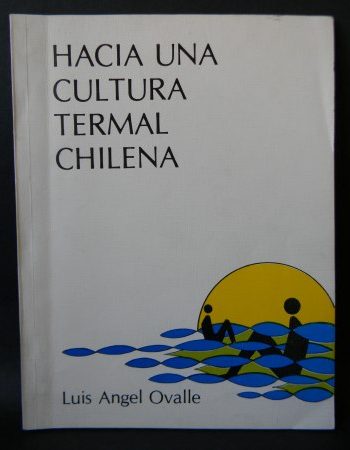 HACIA UNA
CULTURA
TERMAL
CHILENA
Luis Angel Ovalle